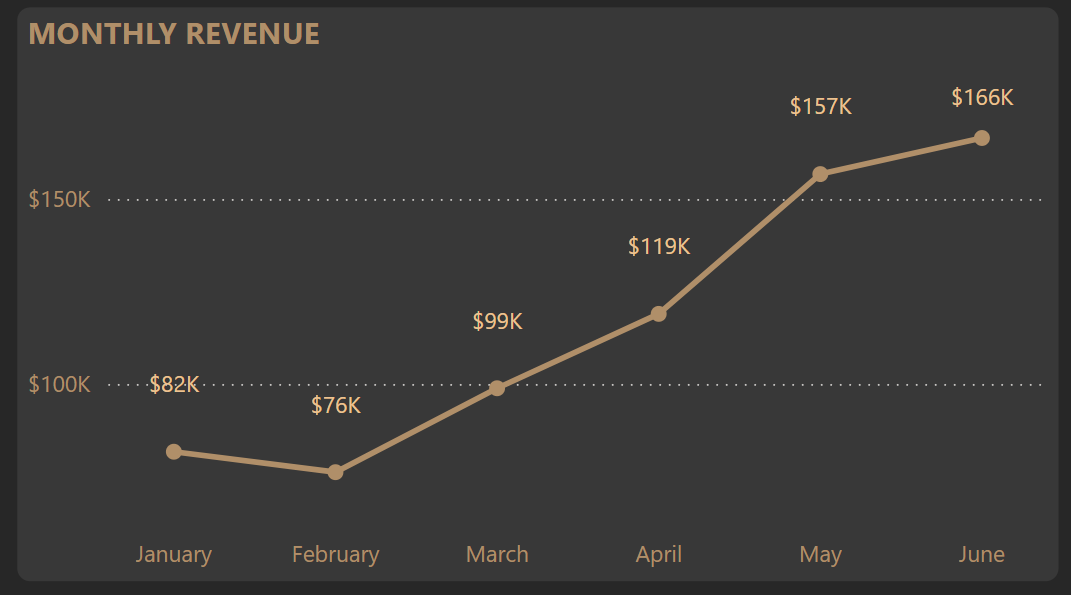 MONTHLY REVENUE
$166K
$157K
$150K
$119K
$99K
$100K
$82K
$76K
January February March April May June